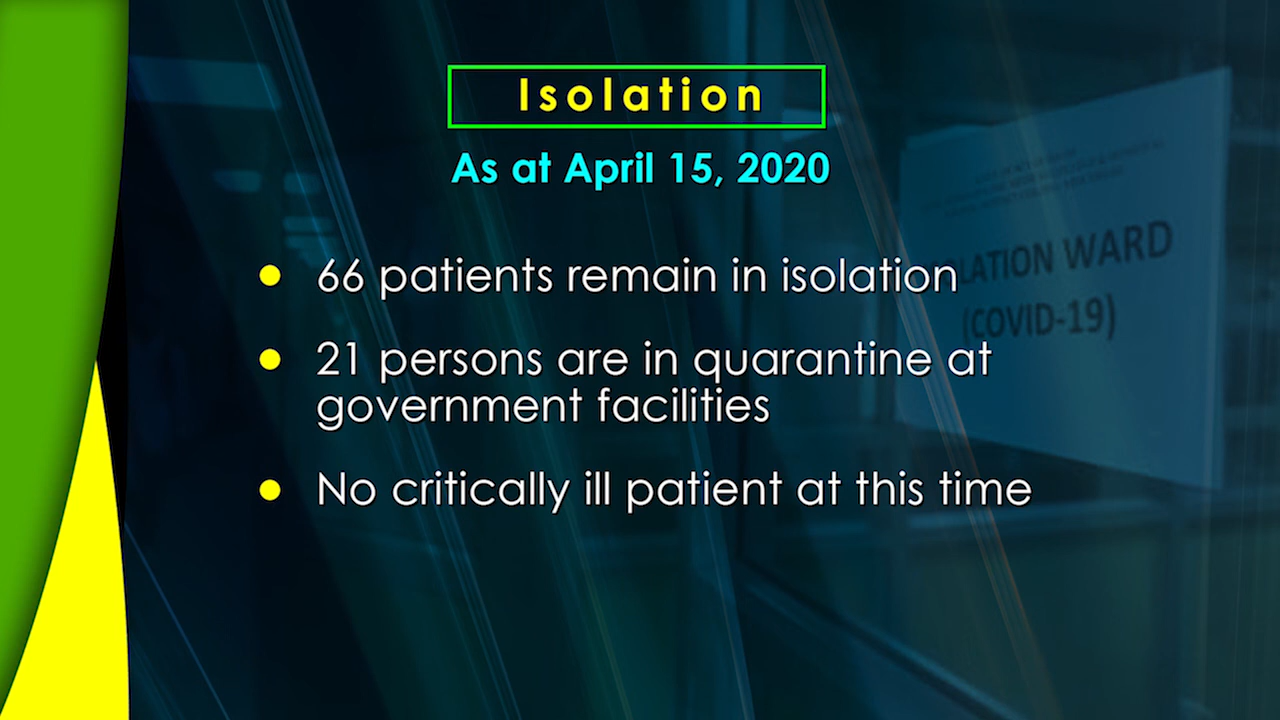 Isolation
As at April 15, 2020
66 patients remain in isolation
21 persons are in quarantine at
government facilities
No critically ill patient at this time
WARD
(COVID-19)